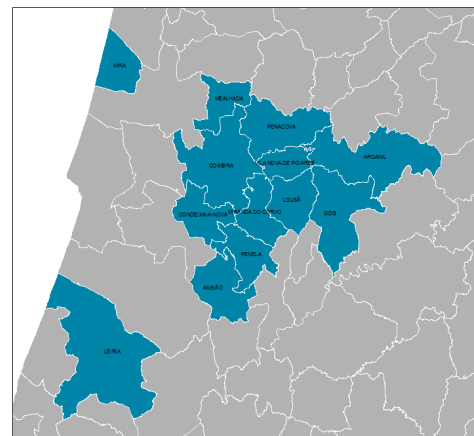 MIRA
MEALHADA
PENACOVA
COIMBRA
VILA NOVA DE POIARES
ARGANIL
LOUSÃ
CONDEIXA-A-NOVA
MIRANDA DO CORVO
GÓIS
PENELA
ANSIÃO
LEIRIA